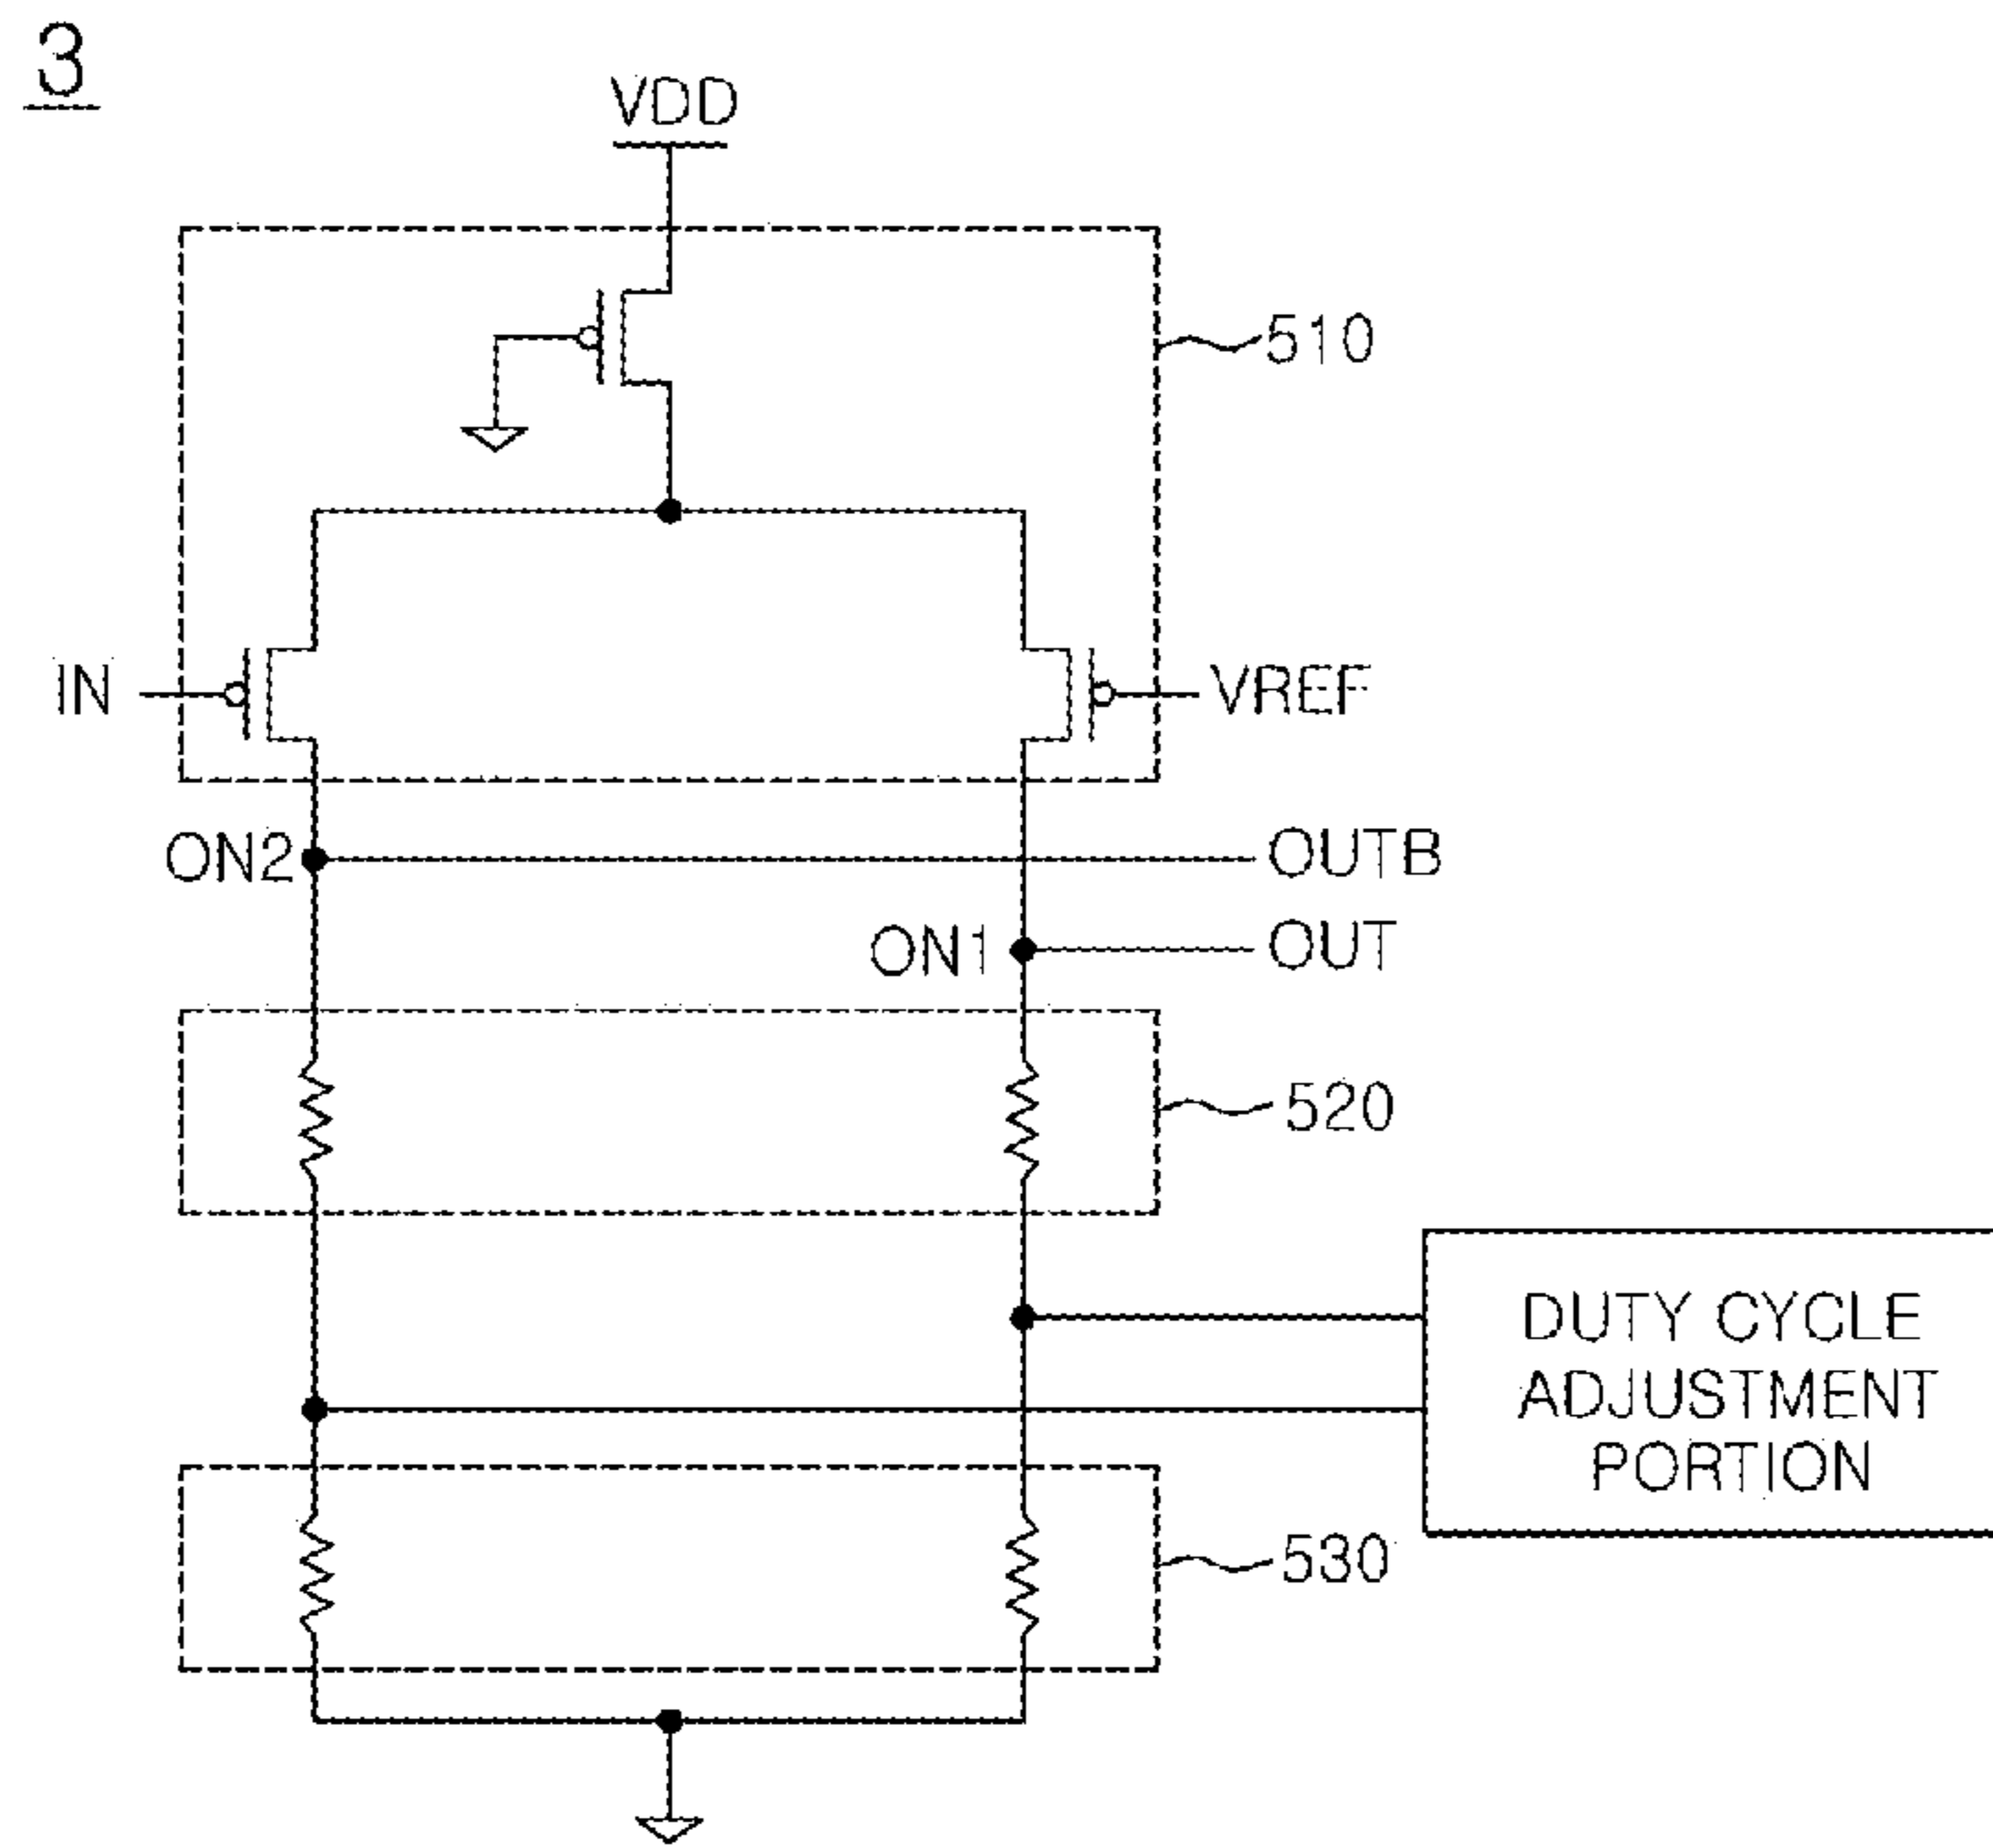 3
VDD
510
IN
VREF
ON2
OUTB
ON1
OUT
520
DUTY CYCLE
ADJUSTMENT
PORTION
530